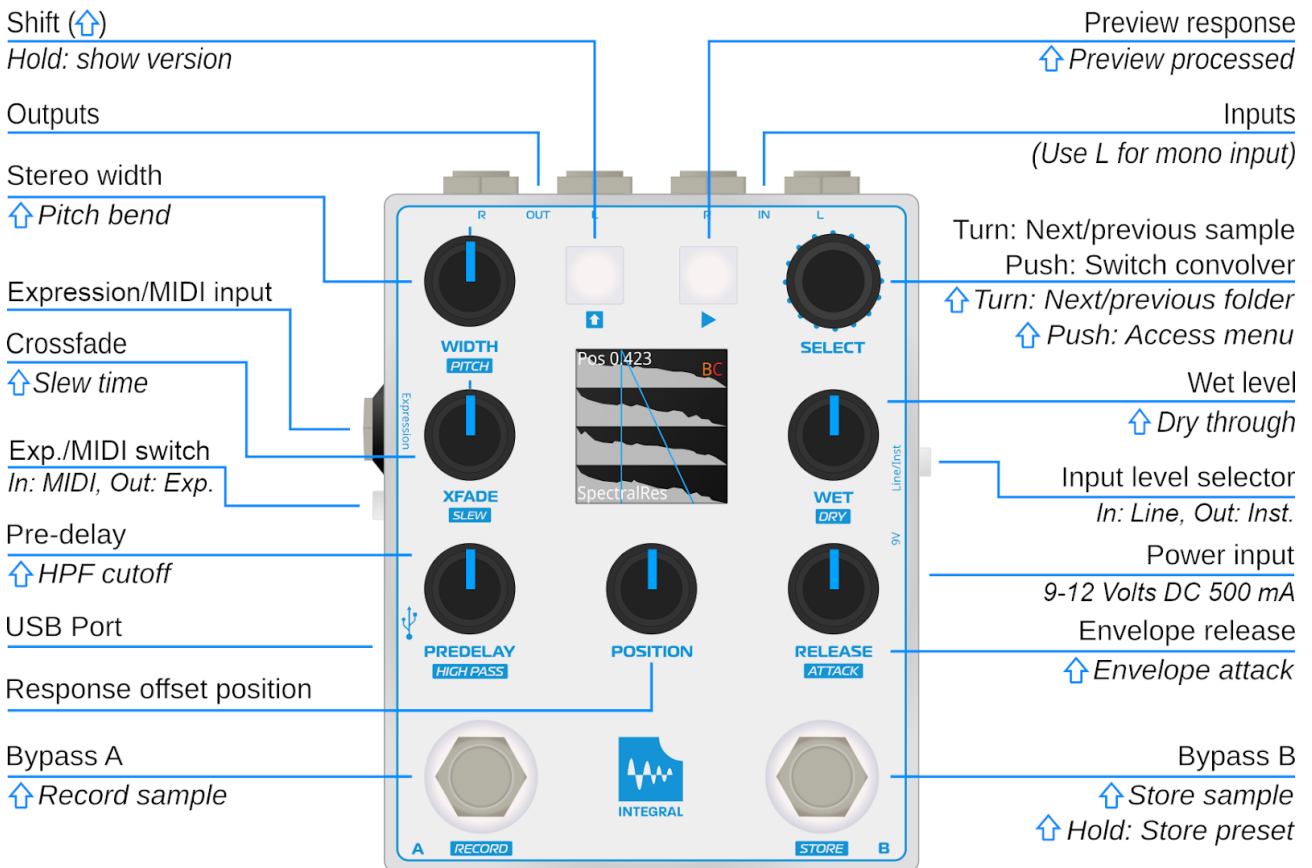 Shift (⇧)
Hold: show version
Outputs
Stereo width
⇧ Pitch bend
Expression/MIDI input
Crossfade
⇧ Slew time
Exp./MIDI switch
In: MIDI, Out: Exp.
Pre-delay
⇧ HPF cutoff
USB Port
Response offset position
Bypass A
⇧ Record sample
Preview response
⇧ Preview processed
Inputs
(Use L for mono input)
Turn: Next/previous sample
Push: Switch convolver
⇧ Turn: Next/previous folder
⇧ Push: Access menu
Wet level
⇧ Dry through
Input level selector
In: Line, Out: Inst.
Power input
9-12 Volts DC 500 mA
Envelope release
⇧ Envelope attack
Bypass B
⇧ Store sample
⇧ Hold: Store preset
R OUT L R IN L
WIDTH
PITCH
SELECT
Pos 0.423
BC
SpectralRes
Expression
XFADE
SLEW
WET
DRY
Line/Inst
9V
PREDELAY
HIGH PASS
POSITION
RELEASE
ATTACK
INTEGRAL
A RECORD
STORE B